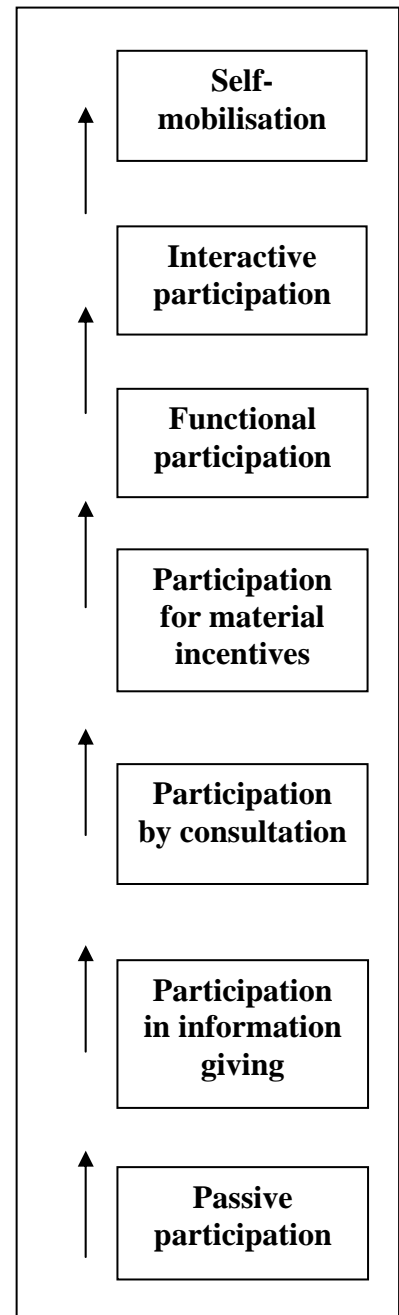 Self-
mobilisation
Interactive
participation
Functional
participation
Participation
for material
incentives
Participation
by consultation
Participation
in information
giving
Passive
participation